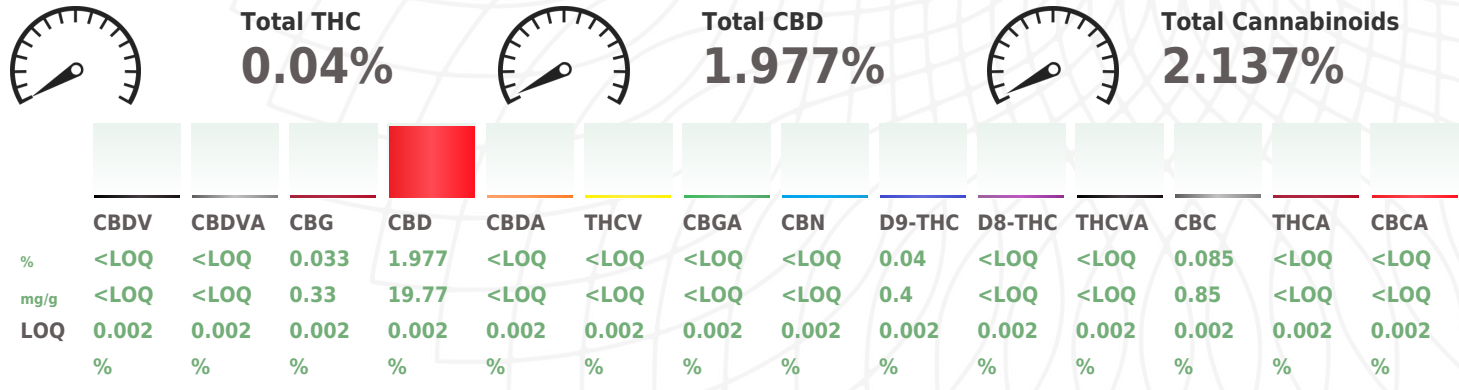 Total THC Total CBD Total Cannabinoids
0.04% 1.977% 2.137%
CBDV CBDVA CBG CBD CBDA THCV CBGA CBN D9-THC D8-THC THCVA CBC THCA CBCA
% <LOQ <LOQ 0.033 1.977 <LOQ <LOQ <LOQ <LOQ 0.04 <LOQ <LOQ 0.085 <LOQ <LOQ
mg/g <LOQ <LOQ 0.33 19.77 <LOQ <LOQ <LOQ <LOQ 0.4 <LOQ <LOQ 0.85 <LOQ <LOQ
LOQ 0.002 0.002 0.002 0.002 0.002 0.002 0.002 0.002 0.002 0.002 0.002 0.002 0.002 0.002
% % % % % % % % % % % % % %